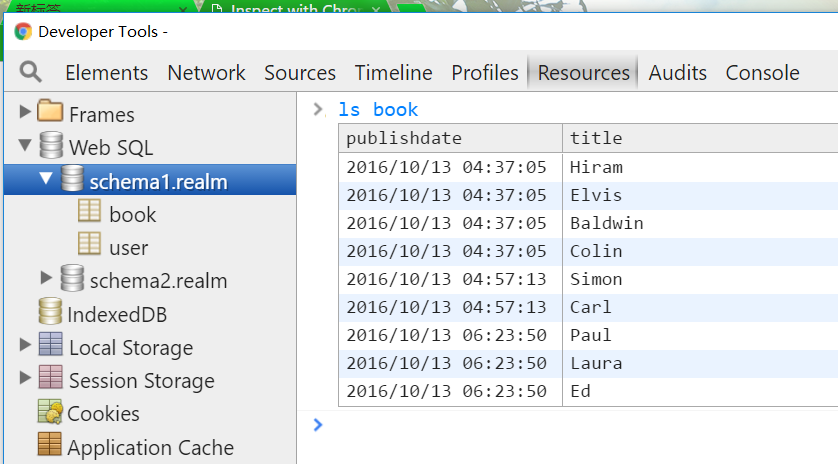 新标签
Inspect with Chro
Developer Tools -
Elements Network Sources Timeline Profiles Resources Audits Console
Frames
Web SQL
schema1.realm
book
user
schema2.realm
IndexedDB
Local Storage
Session Storage
Cookies
Application Cache
> ls book
publishdate title
2016/10/13 04:37:05 Hiram
2016/10/13 04:37:05 Elvis
2016/10/13 04:37:05 Baldwin
2016/10/13 04:37:05 Colin
2016/10/13 04:57:13 Simon
2016/10/13 04:57:13 Carl
2016/10/13 06:23:50 Paul
2016/10/13 06:23:50 Laura
2016/10/13 06:23:50 Ed
>